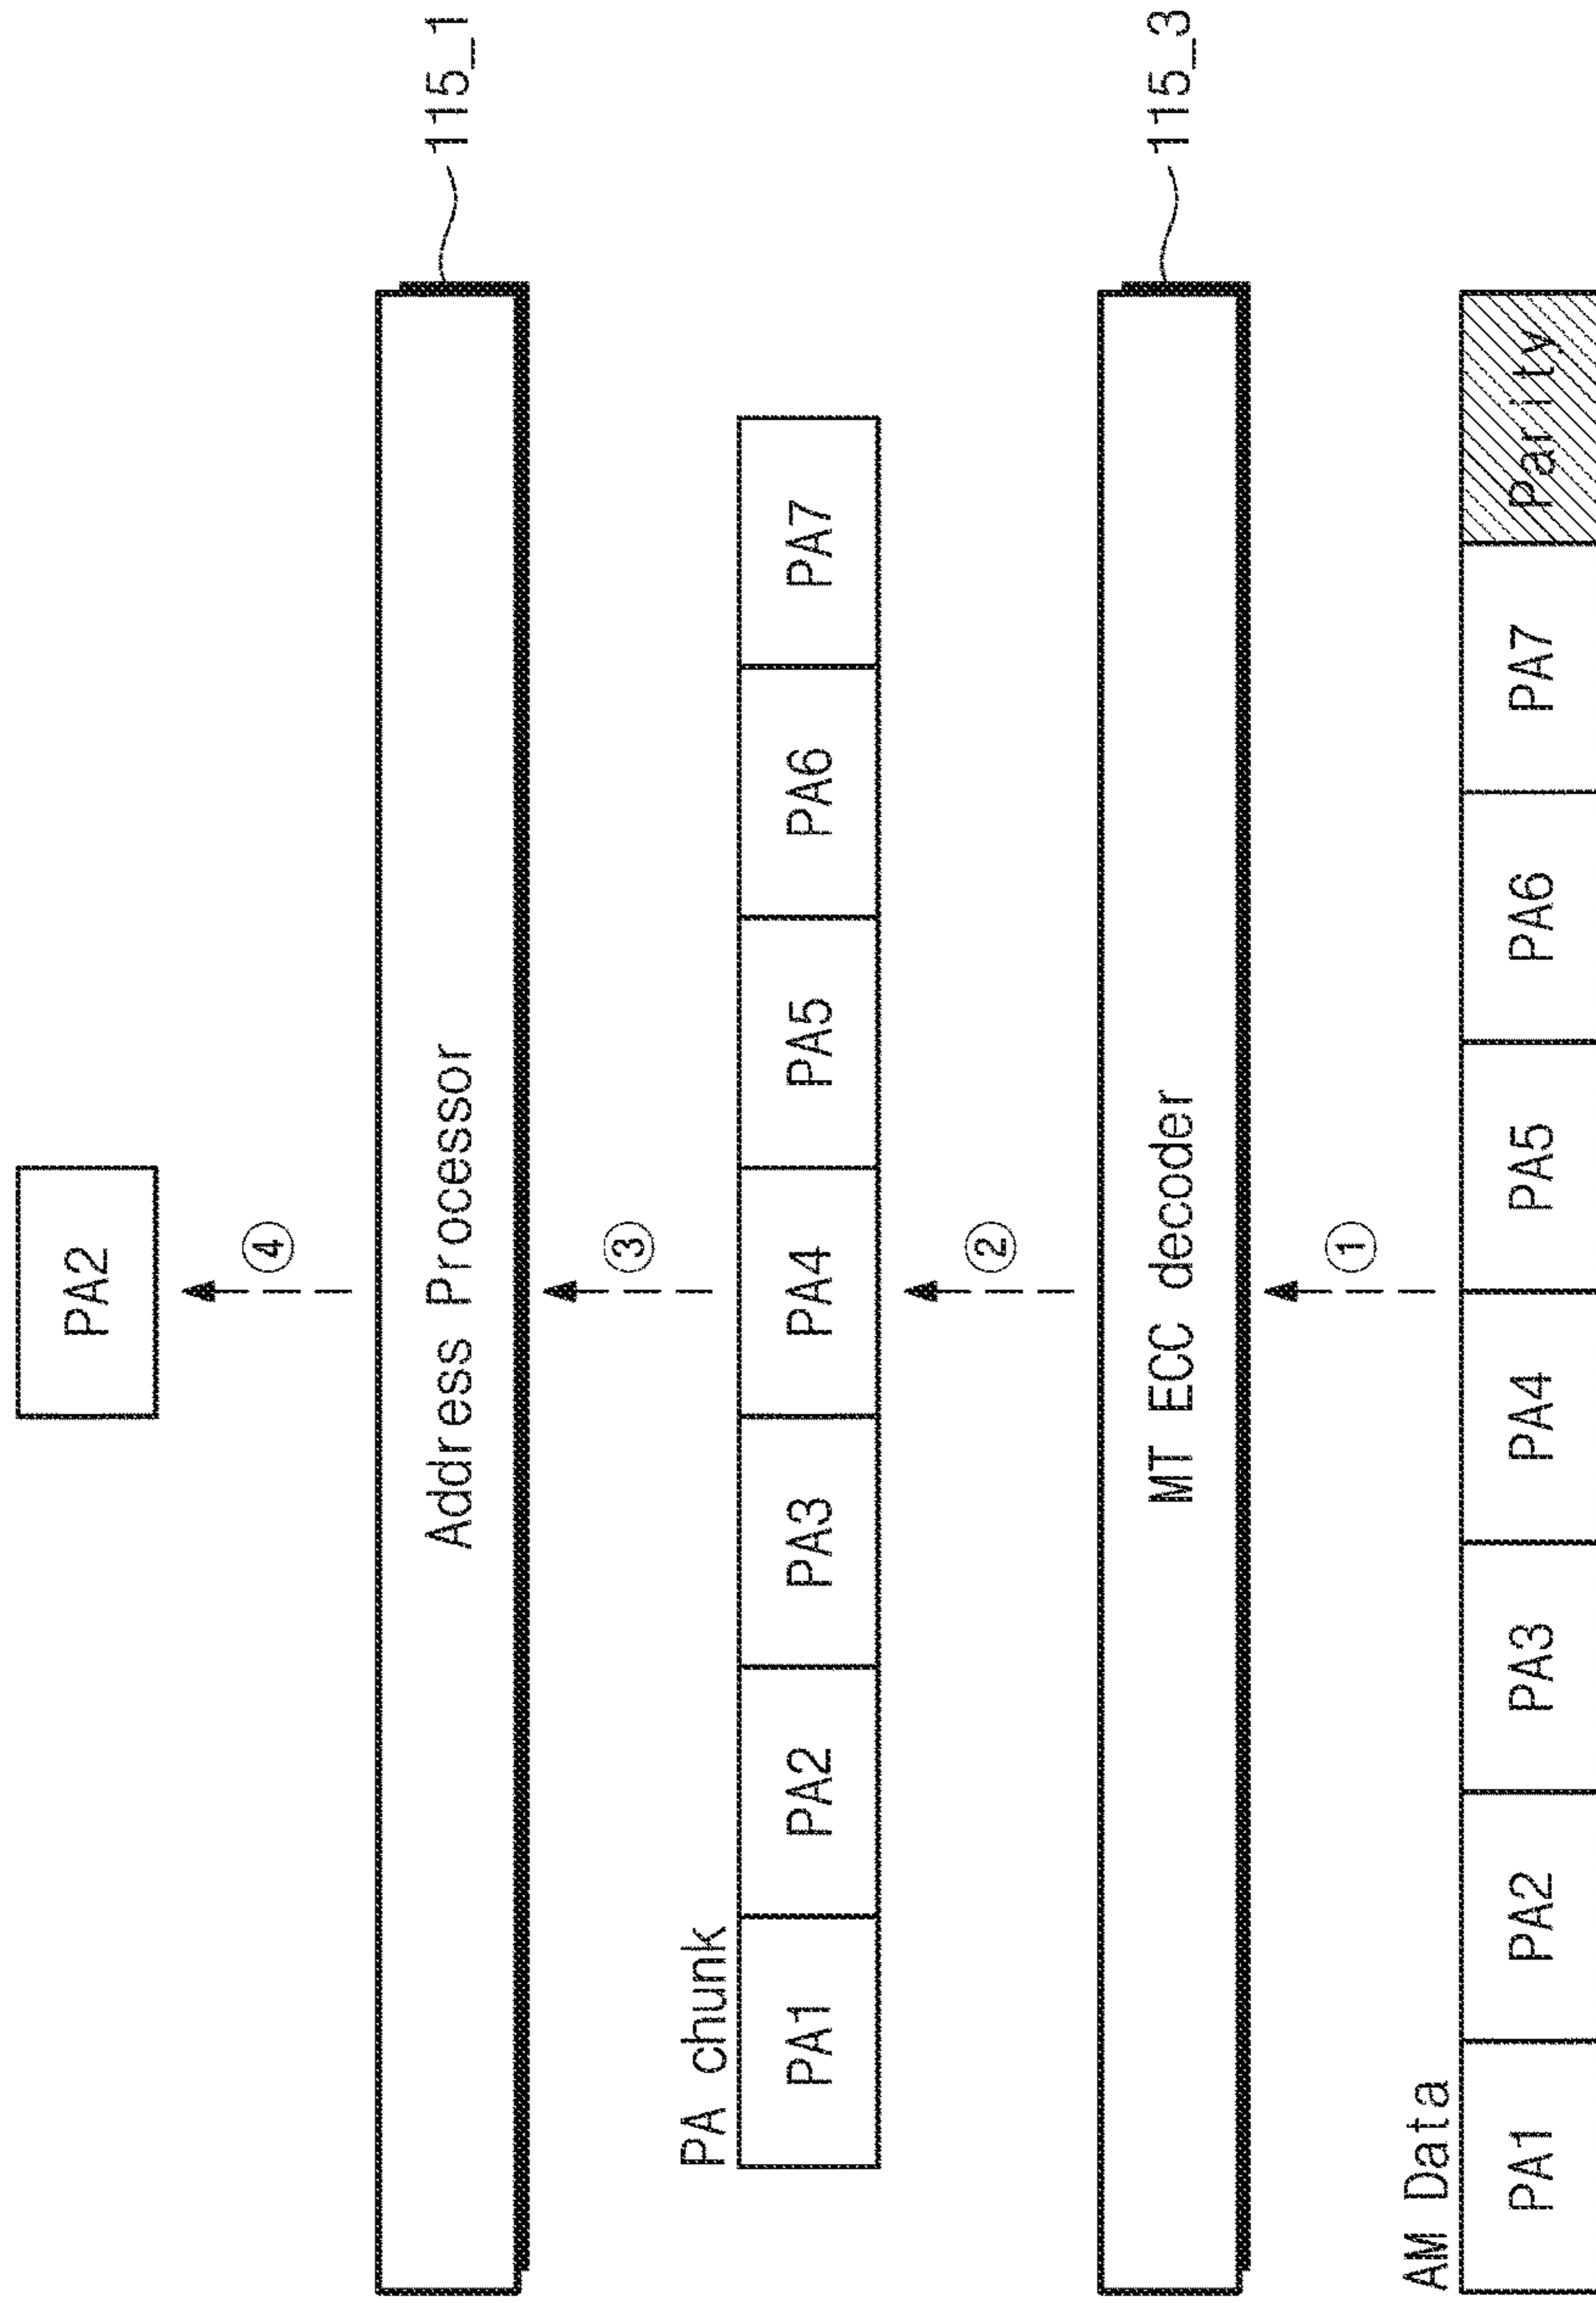 PA2
④
Address Processor
115_1
③
PA chunk
PA1 PA2 PA3 PA4 PA5 PA6 PA7
②
MT ECC decoder
115_3
①
AM Data
PA1 PA2 PA3 PA4 PA5 PA6 PA7 Parity